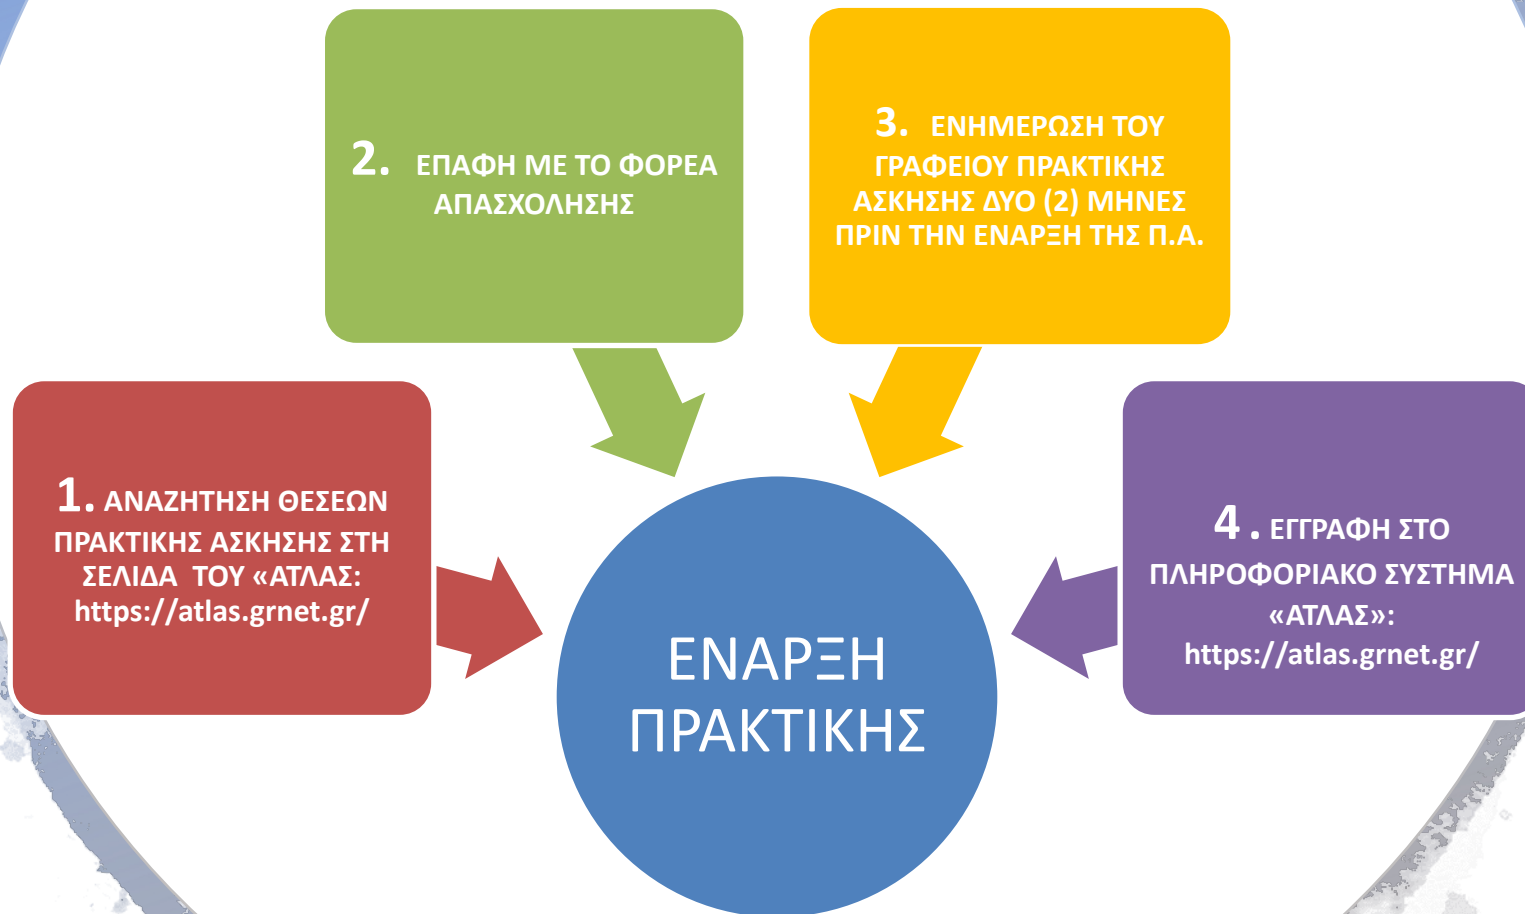 1. ΑΝΑΖΗΤΗΣΗ ΘΕΣΕΩΝ
ΠΡΑΚΤΙΚΗΣ ΑΣΚΗΣΗΣ ΣΤΗ
ΣΕΛΙΔΑ ΤΟΥ «ΑΤΛΑΣ:
https://atlas.grnet.gr/
2. ΕΠΑΦΗ ΜΕ ΤΟ ΦΟΡΕΑ
ΑΠΑΣΧΟΛΗΣΗΣ
3. ΕΝΗΜΕΡΩΣΗ ΤΟΥ
ΓΡΑΦΕΙΟΥ ΠΡΑΚΤΙΚΗΣ
ΑΣΚΗΣΗΣ ΔΥΟ (2) ΜΗΝΕΣ
ΠΡΙΝ ΤΗΝ ΕΝΑΡΞΗ ΤΗΣ Π.Α.
4 . ΕΓΓΡΑΦΗ ΣΤΟ
ΠΛΗΡΟΦΟΡΙΑΚΟ ΣΥΣΤΗΜΑ
«ΑΤΛΑΣ»:
https://atlas.grnet.gr/
ΕΝΑΡΞΗ
ΠΡΑΚΤΙΚΗΣ